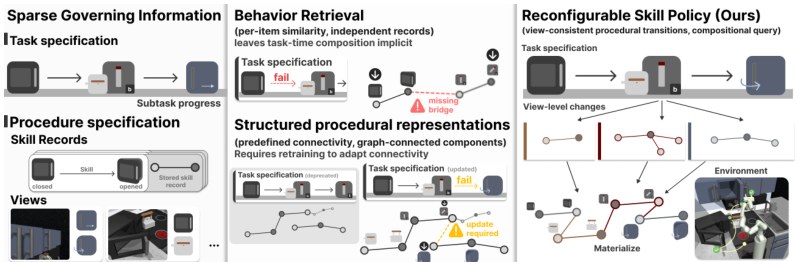 Sparse Governing Information
Task specification
Subtask progress
Procedure specification
Skill Records
Skill
closed
opened
Stored skill
record
Views
...
Behavior Retrieval
(per-item similarity, independent records)
leaves task-time composition implicit
Task specification
fail
missing
bridge
Structured procedural representations
(predefined connectivity, graph-connected components)
Requires retraining to adapt connectivity
Task specification (deprecated)
Task specification (updated)
fail
update
required
Reconfigurable Skill Policy (Ours)
(view-consistent procedural transitions, compositional query)
Task specification
View-level changes
Environment
Materialize